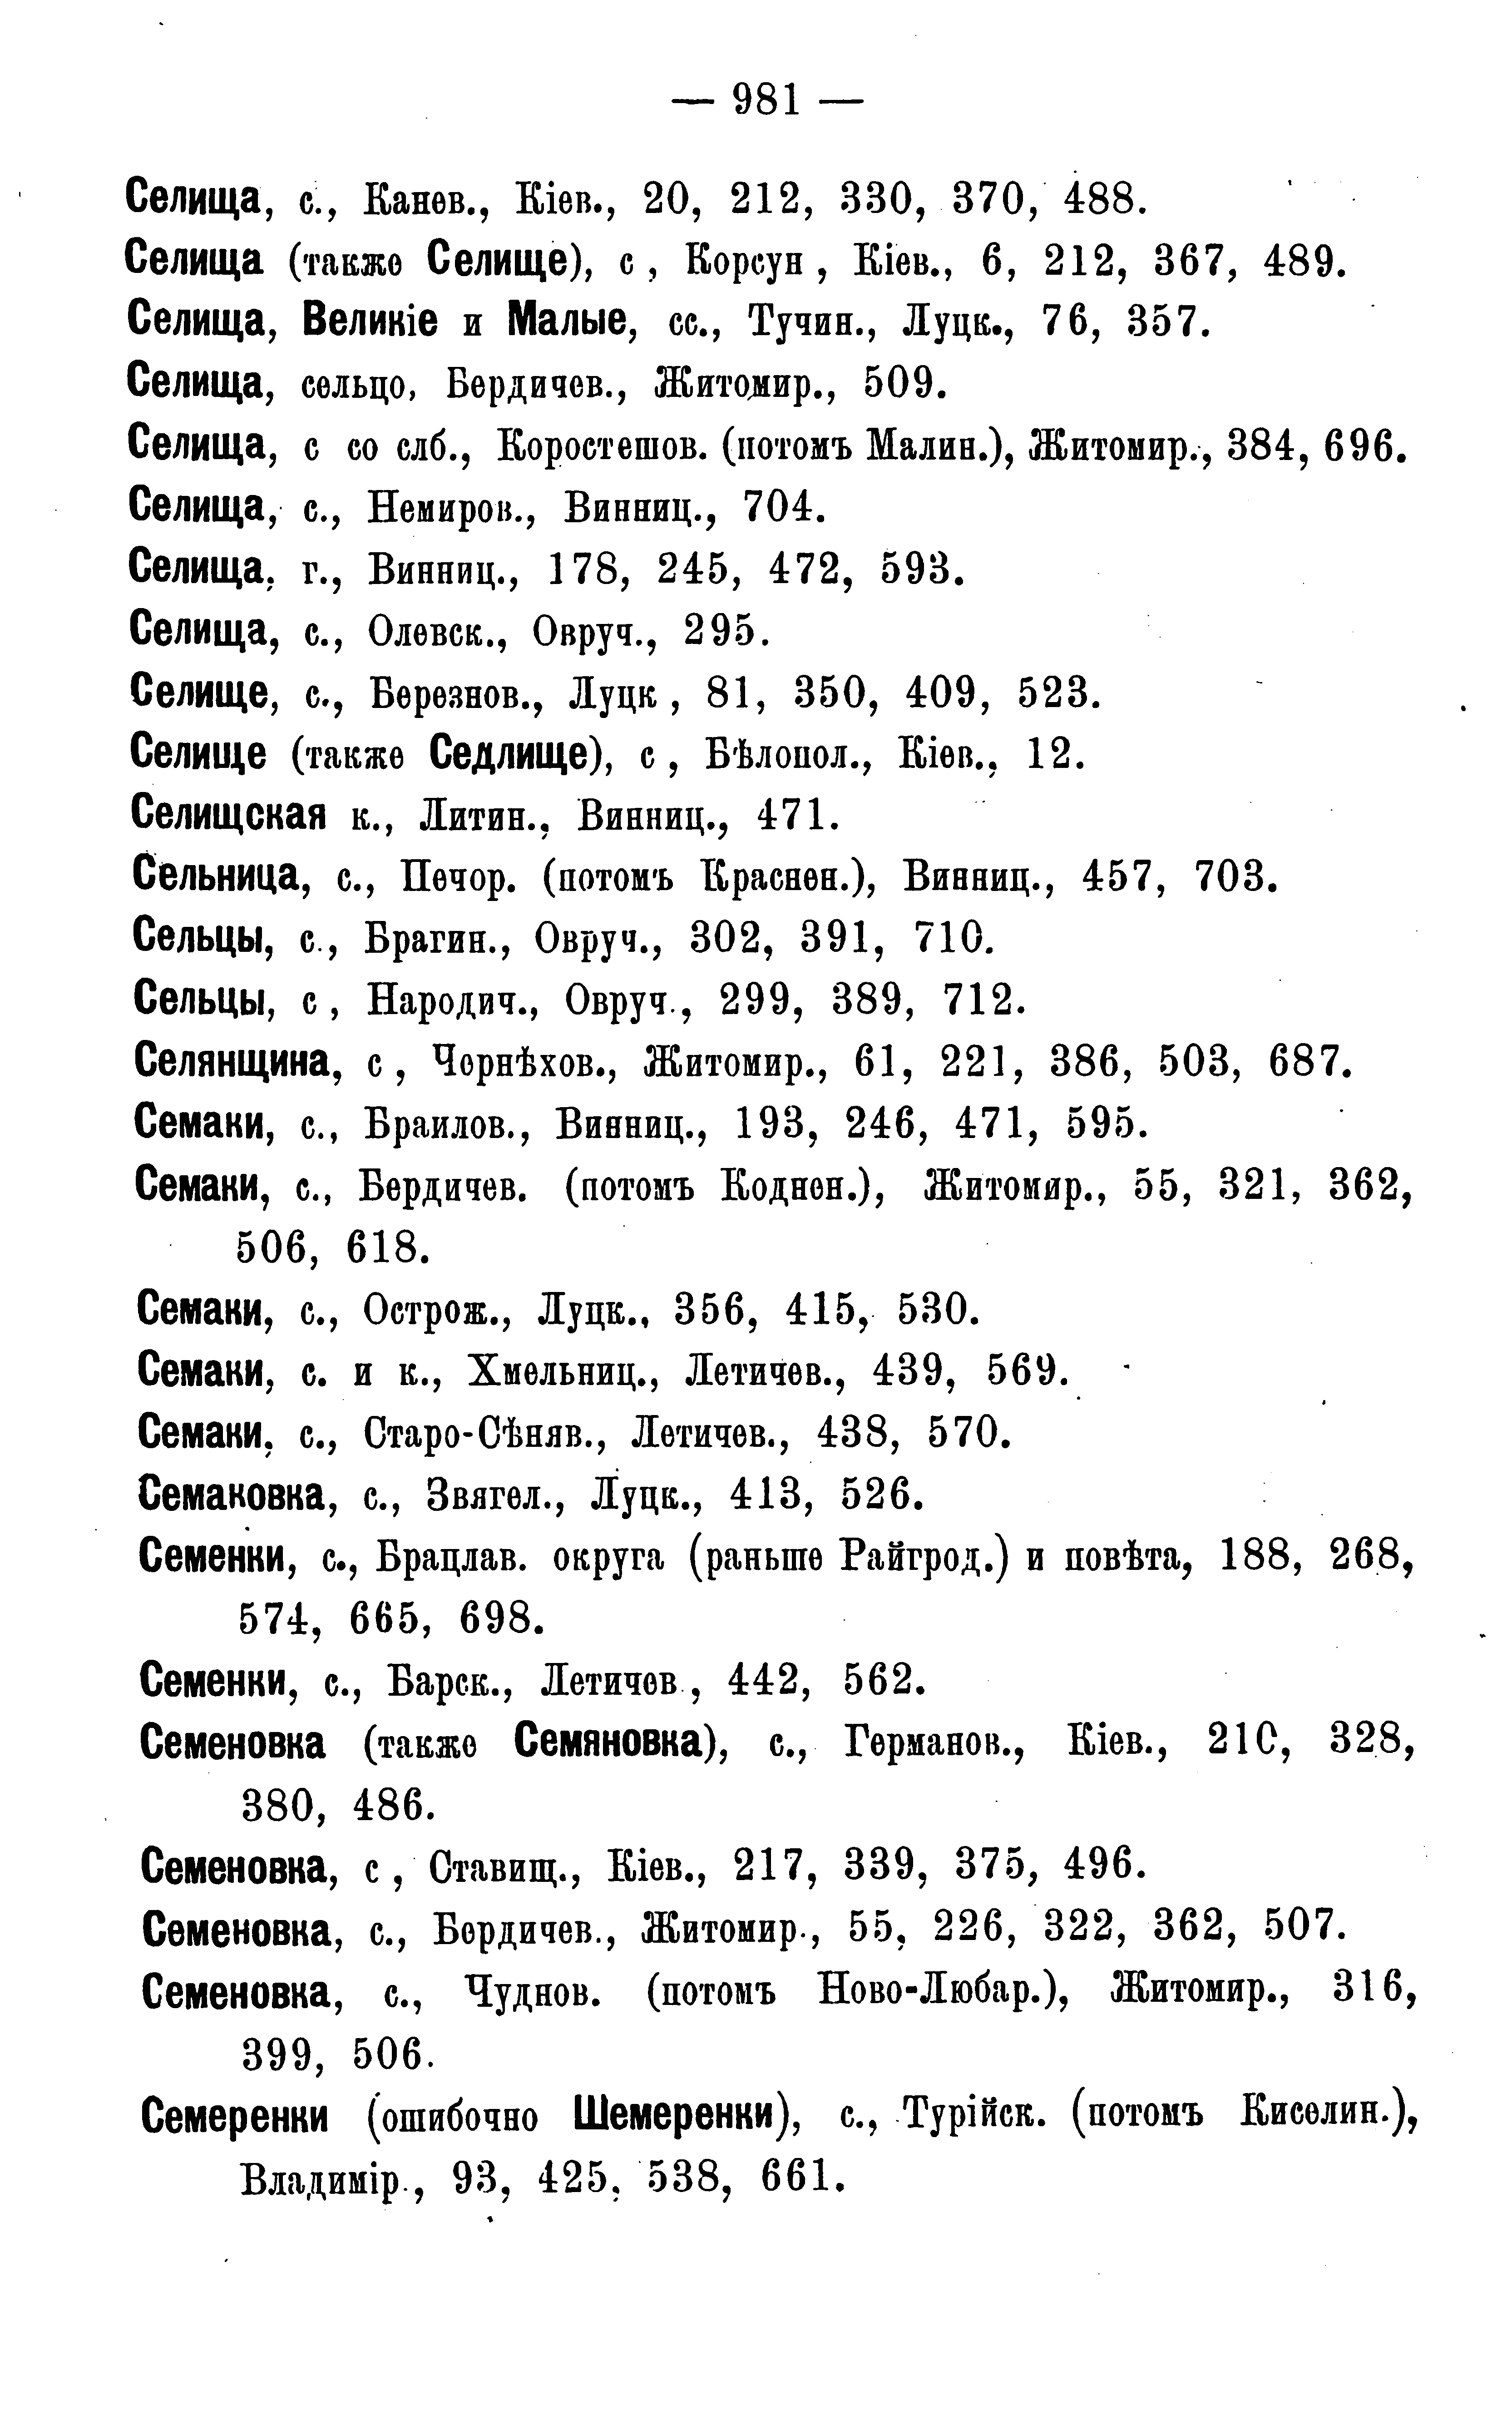 — 981 —
Селища, с., Канев., Кіев., 20, 212, 330, 370, 488.
Селища (также Селище), с , Корсун , Кіев., 6, 212, 367, 489.
Селища, Великіе и Малые, сс., Тучин., Луцк., 76, 357.
Селища, сельцо, Бердичев., Житомир., 509.
Селища, с со слб., Коростешов. (потомъ Малин.), Житомир., 384, 696.
Селища, с., Немиров., Винниц., 704.
Селища, г., Винниц., 178, 245, 472, 593.
Селища, с., Олевск., Овруч., 295.
Селище, с., Березнов., Луцк , 81, 350, 409, 523.
Селище (также Седлище), с , Бѣлопол., Кіев., 12.
Селищская к., Литин., Винниц., 471.
Сельница, с., Печор. (потомъ Краснен.), Винниц., 457, 703.
Сельцы, с., Брагин., Овруч., 302, 391, 710.
Сельцы, с , Народич., Овруч., 299, 389, 712.
Селянщина, с , Чернѣхов., Житомир., 61, 221, 386, 503, 687.
Семаки, с., Браилов., Винниц., 193, 246, 471, 595.
Семаки, с., Бердичев. (потомъ Коднен.), Житомир., 55, 321, 362,
506, 618.
Семаки, с., Острож., Луцк., 356, 415, 530.
Семаки, с. и к., Хмельниц., Летичев., 439, 569.
Семаки, с., Старо-Сѣняв., Летичев., 438, 570.
Семаковка, с., Звягел., Луцк., 413, 526.
Семенки, с., Брацлав. округа (раньше Райгрод.) и повѣта, 188, 268,
574, 665, 698.
Семенки, с., Барск., Летичев., 442, 562.
Семеновка (также Семяновка), с., Германов., Кіев., 210, 328,
380, 486.
Семеновка, с , Ставищ., Кіев., 217, 339, 375, 496.
Семеновка, с., Бердичев., Житомир., 55, 226, 322, 362, 507.
Семеновка, с., Чуднов. (потомъ Ново-Любар.), Житомир., 316,
399, 506.
Семеренки (ошибочно Шемеренки), с., Турійск. (потомъ Киселин.),
Владимір., 93, 425, 538, 661.